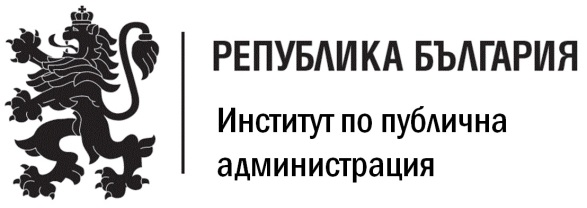 РЕПУБЛИКА БЪЛГАРИЯ
Институт по публична
администрация